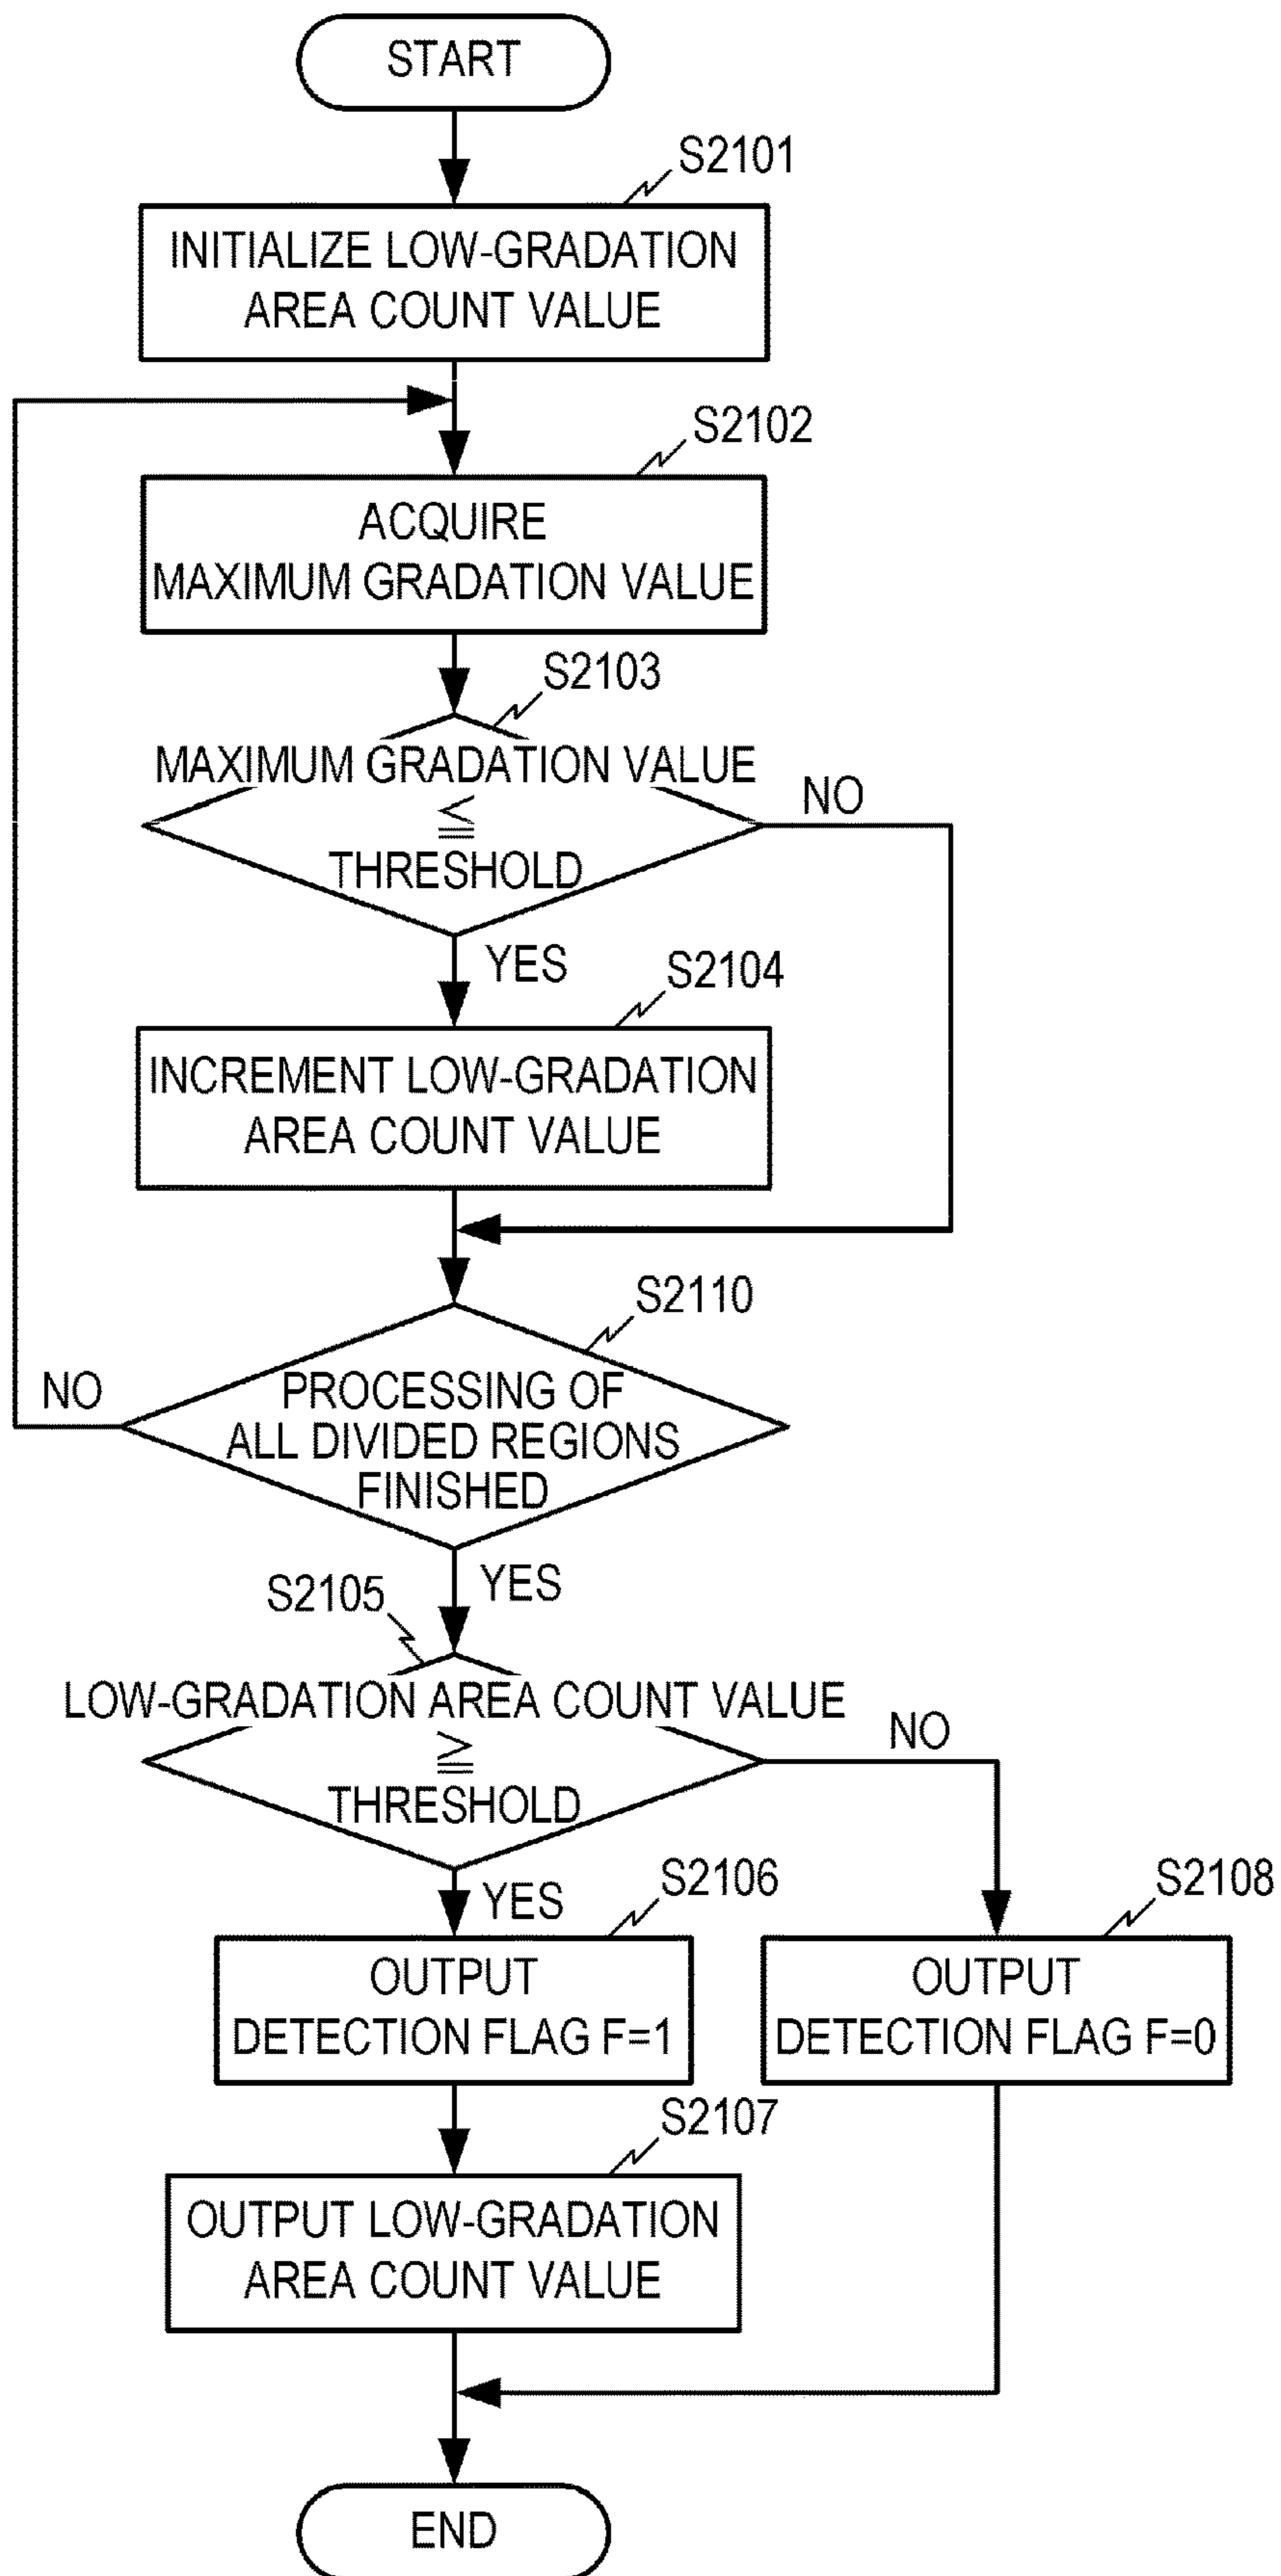 START
S2101
INITIALIZE LOW-GRADATION
AREA COUNT VALUE
S2102
ACQUIRE
MAXIMUM GRADATION VALUE
S2103
MAXIMUM GRADATION VALUE
≦
THRESHOLD
NO
YES
S2104
INCREMENT LOW-GRADATION
AREA COUNT VALUE
S2110
PROCESSING OF
ALL DIVIDED REGIONS
FINISHED
NO
YES
S2105
LOW-GRADATION AREA COUNT VALUE
≧
THRESHOLD
NO
YES
S2106
OUTPUT
DETECTION FLAG F=1
S2108
OUTPUT
DETECTION FLAG F=0
S2107
OUTPUT LOW-GRADATION
AREA COUNT VALUE
END